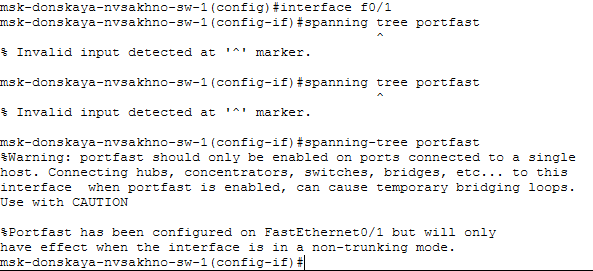 msk-donskaya-nvsakhno-sw-1(config)#interface f0/1
msk-donskaya-nvsakhno-sw-1(config-if)#spanning tree portfast
^
% Invalid input detected at '^' marker.
msk-donskaya-nvsakhno-sw-1(config-if)#spanning tree portfast
^
% Invalid input detected at '^' marker.
msk-donskaya-nvsakhno-sw-1(config-if)#spanning-tree portfast
%Warning: portfast should only be enabled on ports connected to a single
host. Connecting hubs, concentrators, switches, bridges, etc... to this
interface  when portfast is enabled, can cause temporary bridging loops.
Use with CAUTION
%Portfast has been configured on FastEthernet0/1 but will only
have effect when the interface is in a non-trunking mode.
msk-donskaya-nvsakhno-sw-1(config-if)#